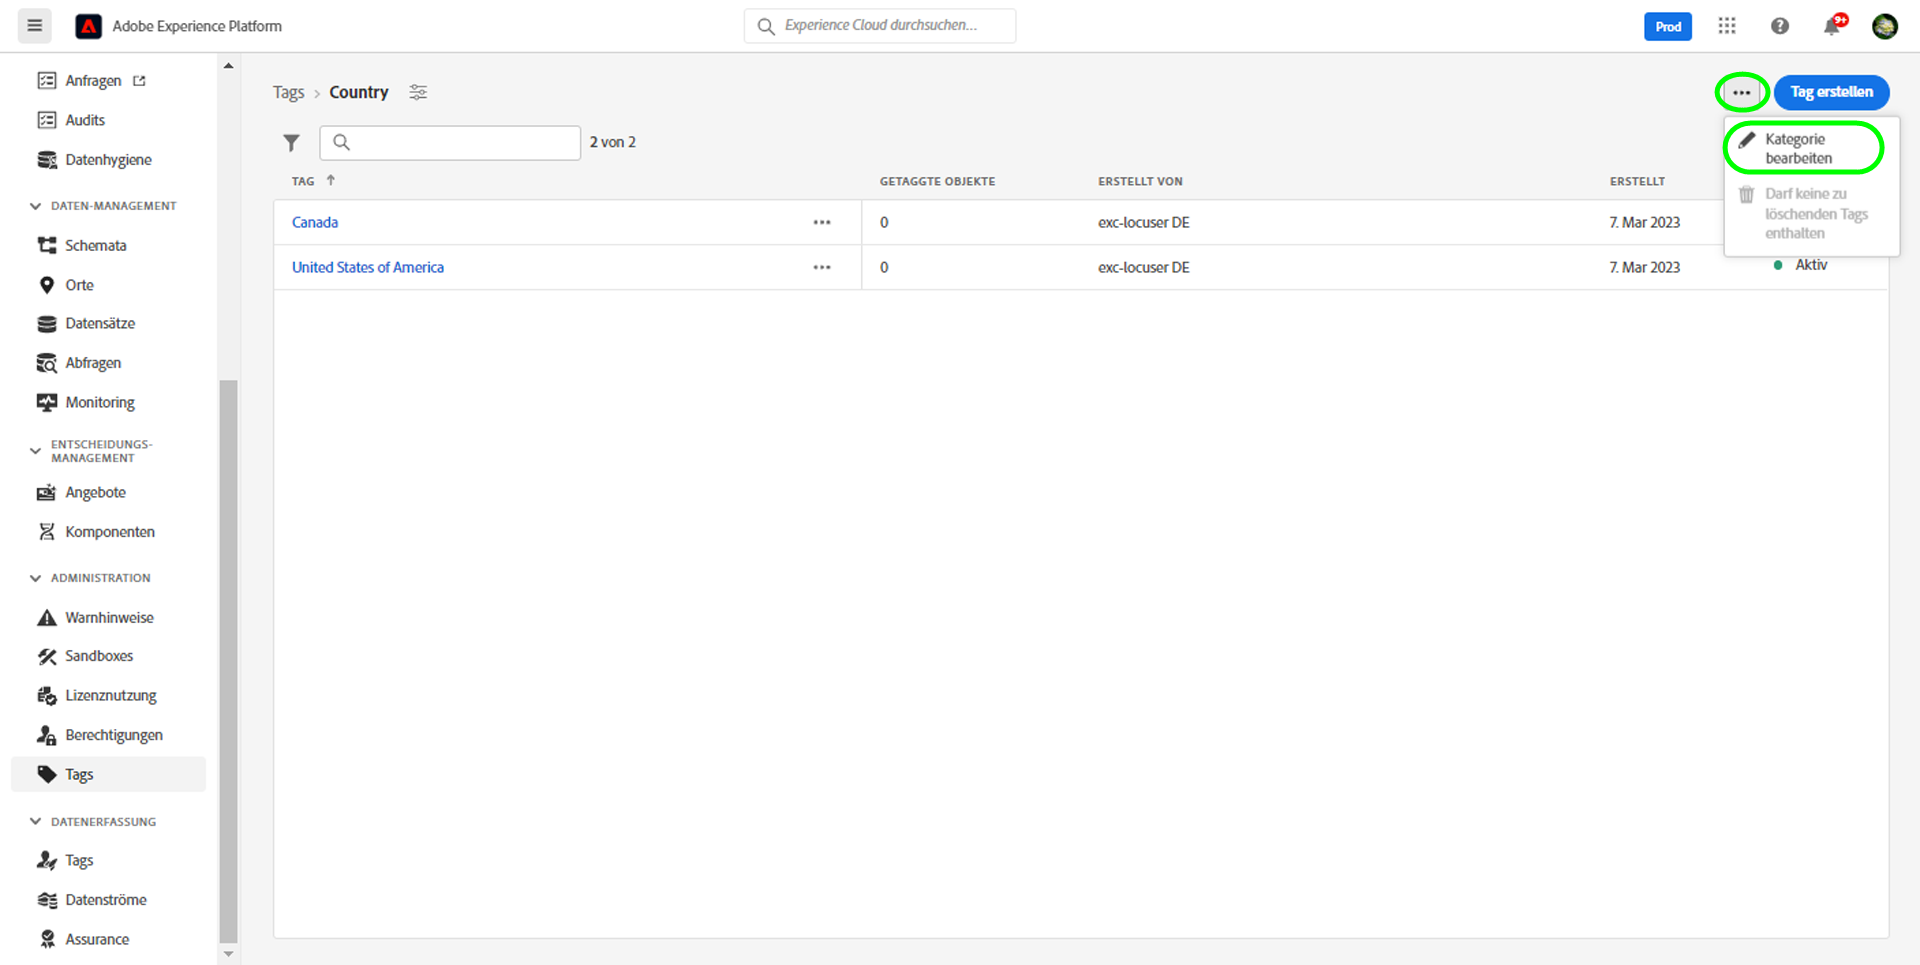 Adobe Experience Platform
Experience Cloud durchsuchen...
Prod
9+
Anfragen
Audits
Datenhygiene
DATEN-MANAGEMENT
Schemata
Orte
Datensätze
Abfragen
Monitoring
ENTSCHEIDUNGS-
MANAGEMENT
Angebote
Komponenten
ADMINISTRATION
Warnhinweise
Sandboxes
Lizenznutzung
Berechtigungen
Tags
DATENERFASSUNG
Tags
Datenströme
Assurance
Tags > Country
Tag erstellen
Kategorie
bearbeiten
Darf keine zu
löschenden Tags
enthalten
2 von 2
TAG ↑ GETAGGTE OBJEKTE ERSTELLT VON ERSTELLT
Canada ... 0 exc-locuser DE 7. Mar 2023
United States of America ... 0 exc-locuser DE 7. Mar 2023 Aktiv